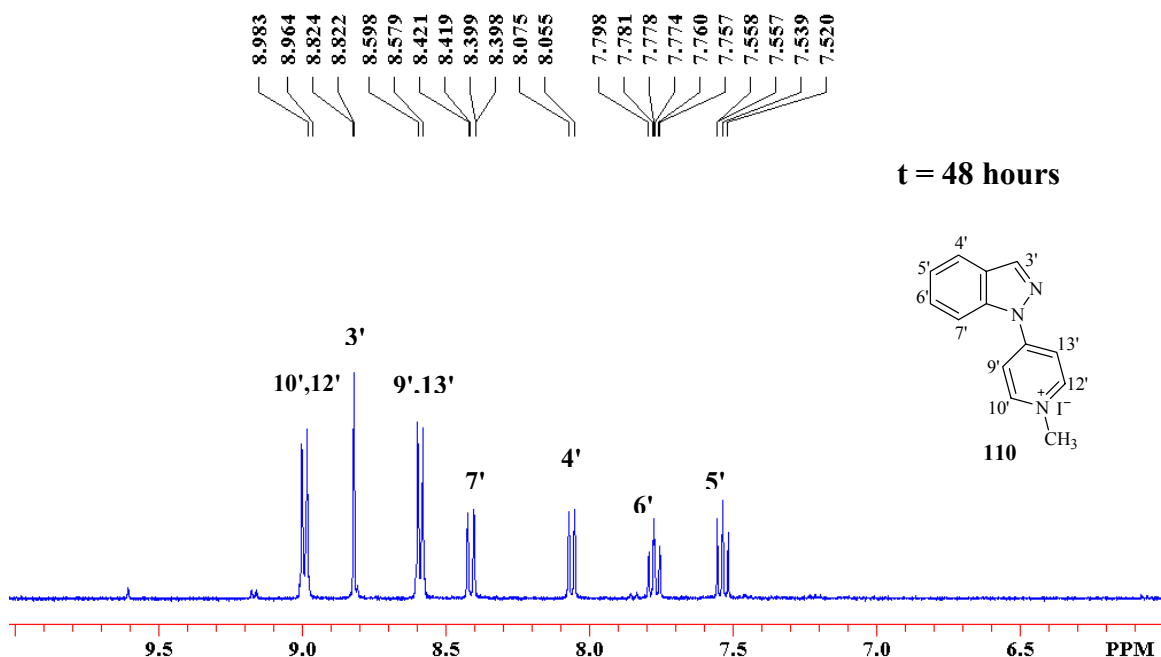 8.983 8.964 8.824 8.822 8.598 8.579 8.421 8.419 8.399 8.398 8.075 8.055 7.798 7.781 7.778 7.774 7.760 7.757 7.558 7.557 7.539 7.520
t = 48 hours
4'
3'
5'
N
6'
N
7'
13'
9'
12'
10'
N
+
I−
CH3
110
3'
10',12'
9',13'
7'
4'
6'
5'
9.5 9.0 8.5 8.0 7.5 7.0 6.5 PPM